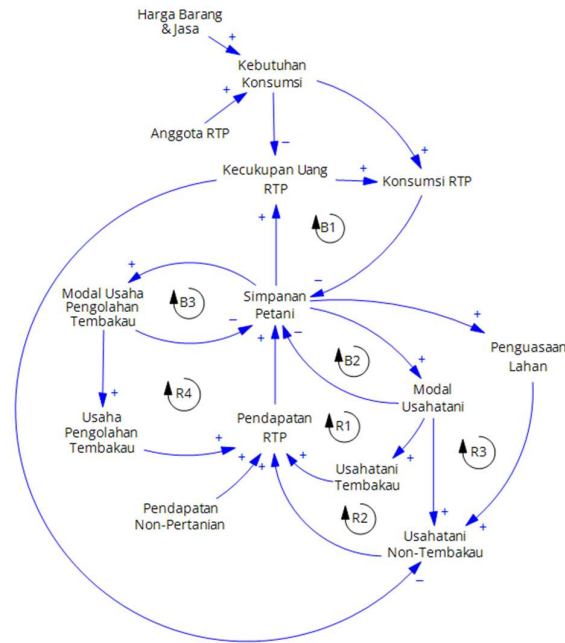 Harga Barang
& Jasa
+
Kebutuhan
Konsumsi
+
Anggota RTP
+
−
Kecukupan Uang
RTP
+
Konsumsi RTP
+
B1
+
Modal Usaha
Pengolahan
Tembakau
B3
−
Simpanan
Petani
−
+
−
B2
+
Penguasaan
Lahan
+
Modal
Usahatani
R4
+
Usaha
Pengolahan
Tembakau
+
Pendapatan
RTP
+
+
+
R1
+
Usahatani
Tembakau
R3
Pendapatan
Non-Pertanian
R2
+
+
Usahatani
Non-Tembakau
−